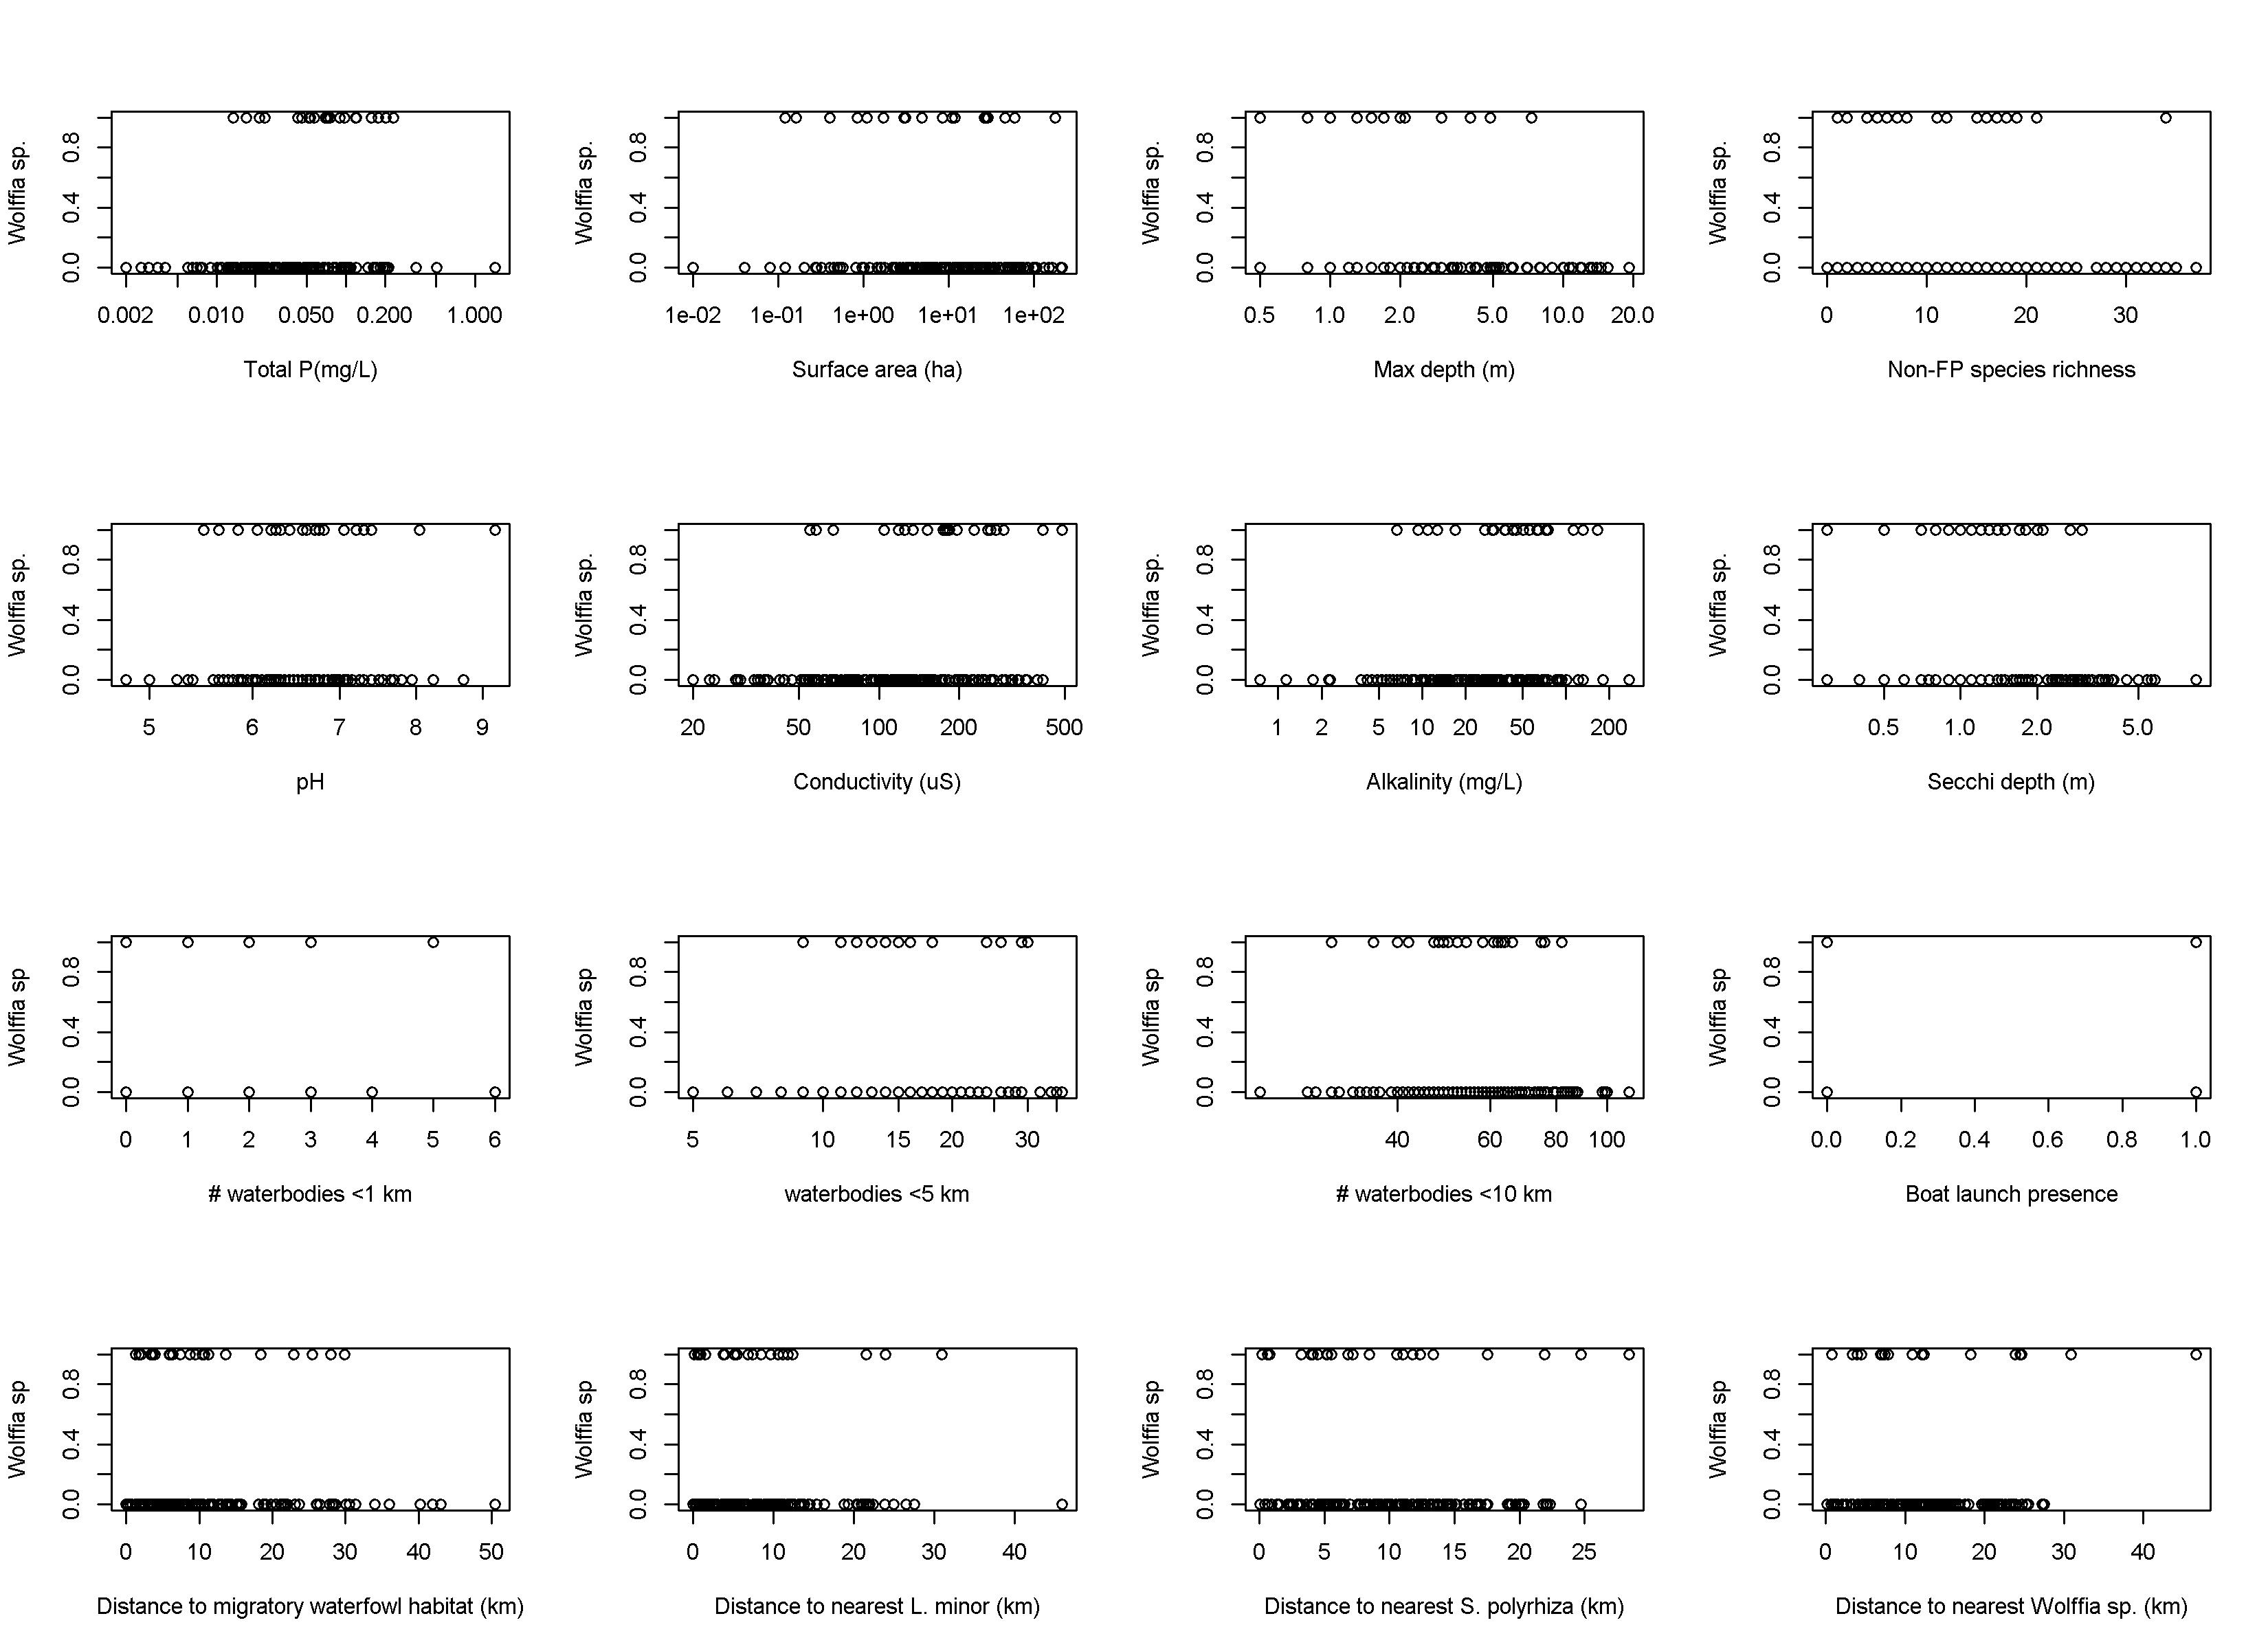 Wolffia sp. 0.0 0.4 0.8
0.002 0.010 0.050 0.200 1.000
Total P(mg/L)
Wolffia sp. 0.0 0.4 0.8
1e-02 1e-01 1e+00 1e+01 1e+02
Surface area (ha)
Wolffia sp. 0.0 0.4 0.8
0.5 1.0 2.0 5.0 10.0 20.0
Max depth (m)
Wolffia sp. 0.0 0.4 0.8
0 10 20 30
Non-FP species richness
Wolffia sp. 0.0 0.4 0.8
5 6 7 8 9
pH
Wolffia sp. 0.0 0.4 0.8
20 50 100 200 500
Conductivity (uS)
Wolffia sp. 0.0 0.4 0.8
1 2 5 10 20 50 200
Alkalinity (mg/L)
Wolffia sp. 0.0 0.4 0.8
0.5 1.0 2.0 5.0
Secchi depth (m)
Wolffia sp 0.0 0.4 0.8
0 1 2 3 4 5 6
# waterbodies <1 km
Wolffia sp. 0.0 0.4 0.8
5 10 15 20 30
waterbodies <5 km
Wolffia sp 0.0 0.4 0.8
40 60 80 100
# waterbodies <10 km
Wolffia sp 0.0 0.4 0.8
0.0 0.2 0.4 0.6 0.8 1.0
Boat launch presence
Wolffia sp 0.0 0.4 0.8
0 10 20 30 40 50
Distance to migratory waterfowl habitat (km)
Wolffia sp 0.0 0.4 0.8
0 10 20 30 40
Distance to nearest L. minor (km)
Wolffia sp 0.0 0.4 0.8
0 5 10 15 20 25
Distance to nearest S. polyrhiza (km)
Wolffia sp 0.0 0.4 0.8
0 10 20 30 40
Distance to nearest Wolffia sp. (km)